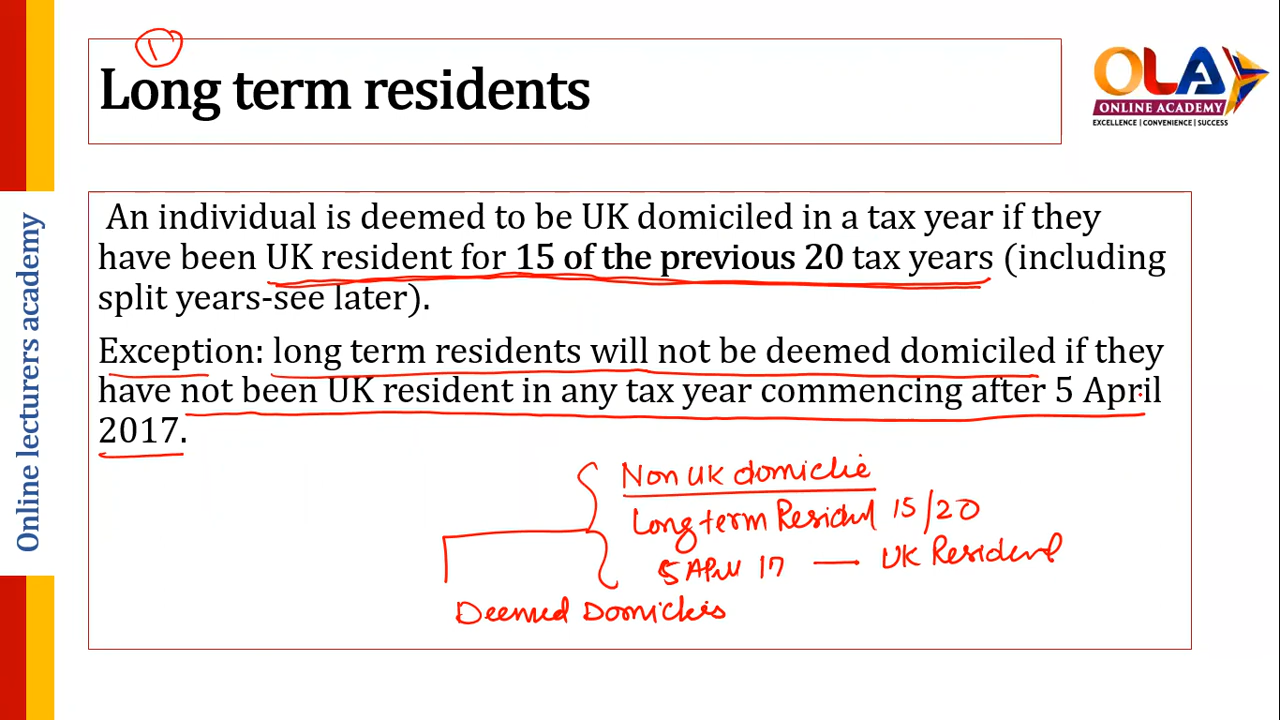 1
Long term residents
OLA
ONLINE ACADEMY
EXCELLENCE | CONVENIENCE | SUCCESS
Online lecturers academy
An individual is deemed to be UK domiciled in a tax year if they
have been UK resident for 15 of the previous 20 tax years (including
split years-see later).
Exception: long term residents will not be deemed domiciled if they
have not been UK resident in any tax year commencing after 5 April
2017.
Non UK domicile
Long term Resident 15/20
5 April 17 — UK Resident
Deemed Domiciles